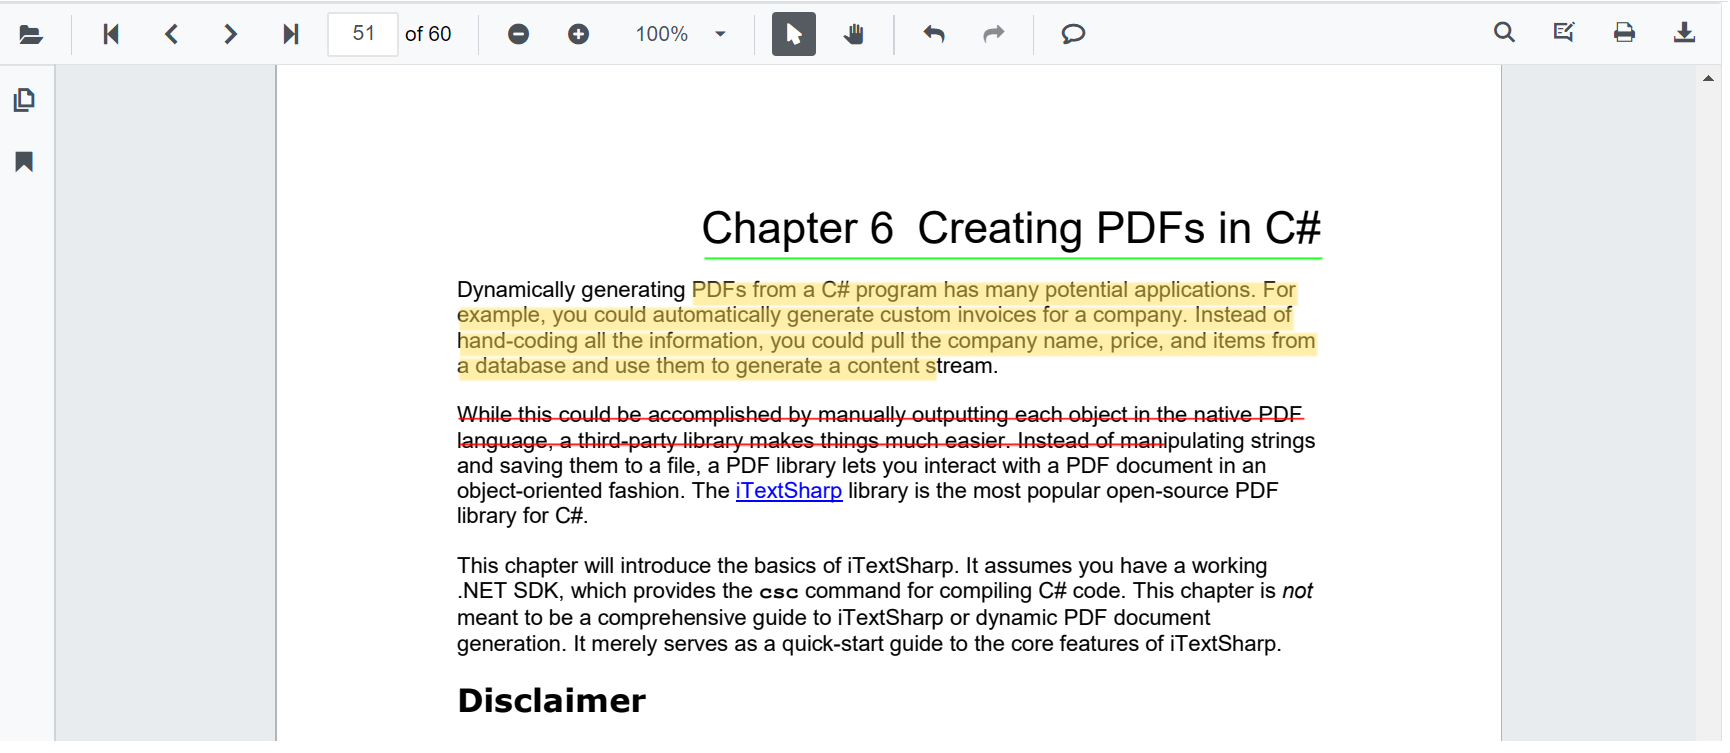 51 of 60 100%
Chapter 6 Creating PDFs in C#
Dynamically generating PDFs from a C# program has many potential applications. For
example, you could automatically generate custom invoices for a company. Instead of
hand-coding all the information, you could pull the company name, price, and items from
a database and use them to generate a content stream.
While this could be accomplished by manually outputting each object in the native PDF
language, a third-party library makes things much easier. Instead of manipulating strings
and saving them to a file, a PDF library lets you interact with a PDF document in an
object-oriented fashion. The iTextSharp library is the most popular open-source PDF
library for C#.
This chapter will introduce the basics of iTextSharp. It assumes you have a working
.NET SDK, which provides the csc command for compiling C# code. This chapter is not
meant to be a comprehensive guide to iTextSharp or dynamic PDF document
generation. It merely serves as a quick-start guide to the core features of iTextSharp.
Disclaimer